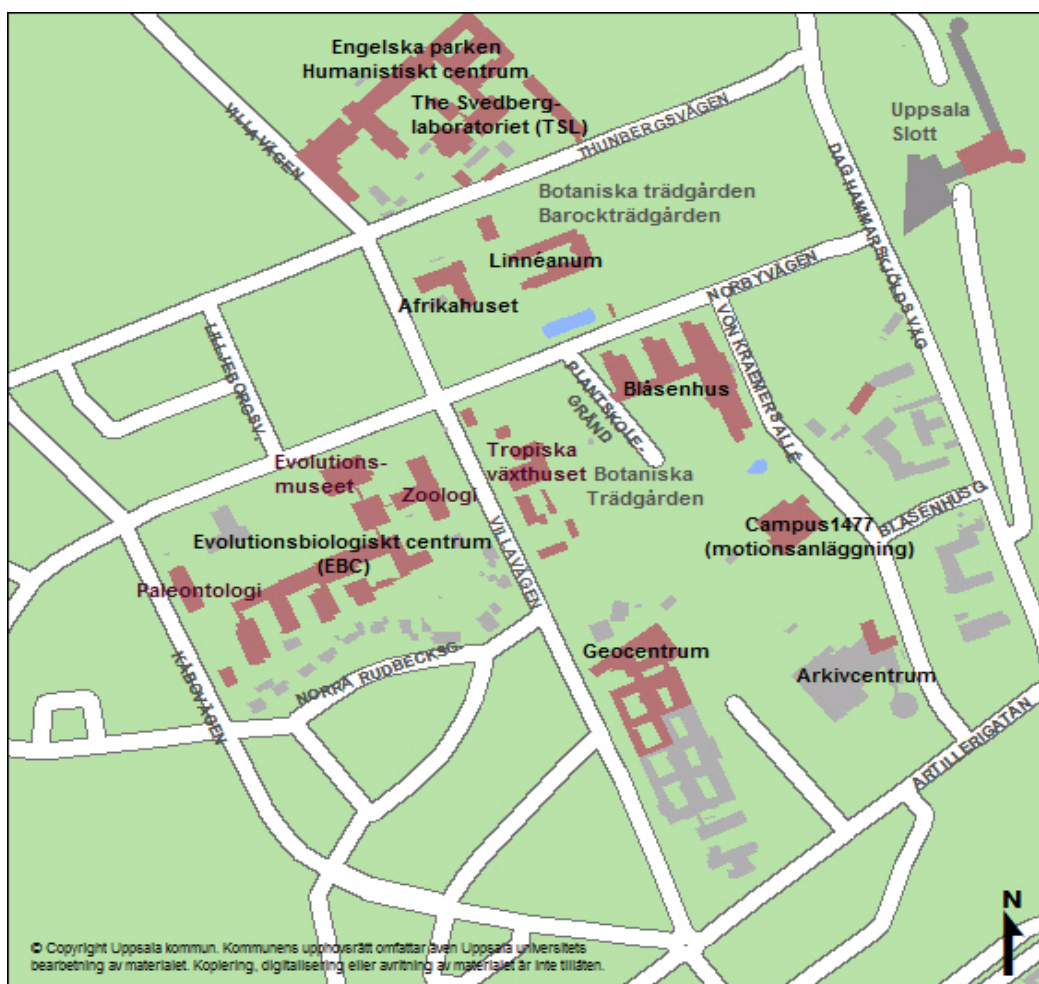 Engelska parken
Humanistiskt centrum
The Svedberg-
laboratoriet (TSL)
VILLAVÄGEN
THUNBERGSVÄGEN
Uppsala
Slott
DAG HAMMARSKJÖLDS VÄG
Botaniska trädgården
Barockträdgården
Linnéanum
Afrikahuset
NORBYVÄGEN
LILLJEBORGSV.
VON KRAEMERS ALLÉ
PLANTSKOLE-
GRÄND
Blåsenhus
Evolutions-
museet
Zoologi
Tropiska
växthuset
Botaniska
Trädgården
BLÅSENHUS G.
Campus1477
(motionsanläggning)
Evolutionsbiologiskt centrum
(EBC)
VILLAVÄGEN
Paleontologi
Geocentrum
NORRA RUDBECKSG.
KÅBOVÄGEN
Arkivcentrum
ARTILLERIGATAN
N
© Copyright Uppsala kommun. Kommunens upphovsrätt omfattar även Uppsala universitets
bearbetning av materialet. Kopiering, digitalisering eller avritning av materialet är inte tillåten.